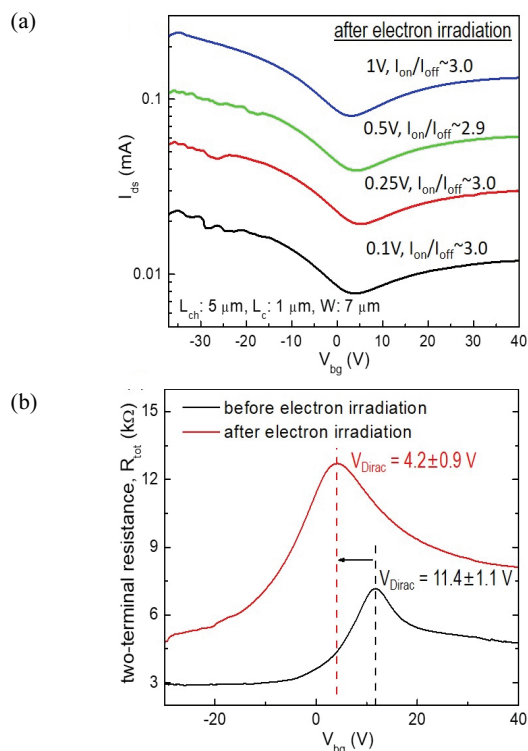 (a)
after electron irradiation
1V, Ion/Ioff~3.0
0.5V, Ion/Ioff~2.9
0.25V, Ion/Ioff~3.0
0.1V, Ion/Ioff~3.0
Lch: 5 μm, Lc: 1 μm, W: 7 μm
Ids (mA)
0.1
0.01
-30 -20 -10 0 10 20 30 40
Vbg (V)
(b)
before electron irradiation
after electron irradiation
VDirac = 4.2±0.9 V
VDirac = 11.4±1.1 V
two-terminal resistance, Rtot (kΩ)
15
12
9
6
3
-20 0 20 40
Vbg (V)